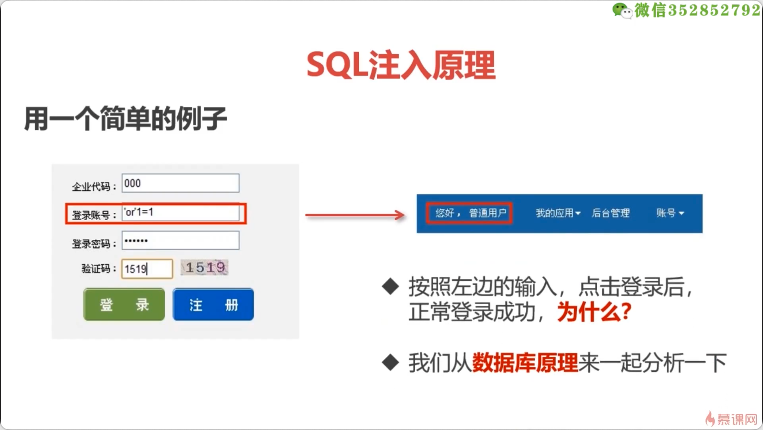 微信352852792
SQL注入原理
用一个简单的例子
企业代码： 000
登录账号： 'or'1=1
登录密码： ••••••
验证码： 1519 1519
登 录 注 册
您好， 普通用户 我的应用 后台管理 账号
按照左边的输入，点击登录后，
正常登录成功，为什么？
我们从数据库原理来一起分析一下
慕课网